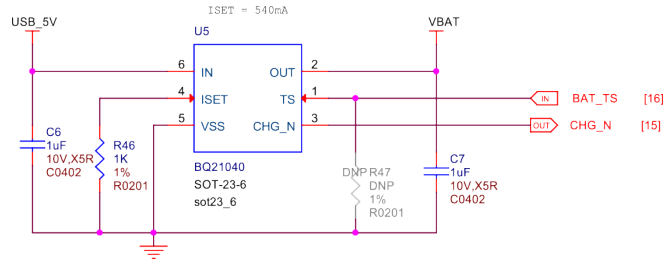 ISET = 540mA
USB_5V
U5
VBAT
6
IN
OUT
2
4
ISET
TS
1
IN
BAT_TS
[16]
5
VSS
CHG_N
3
OUT
CHG_N
[15]
C6
1uF
10V,X5R
C0402
R46
1K
1%
R0201
BQ21040
SOT-23-6
sot23_6
DNP
R47
DNP
1%
R0201
C7
1uF
10V,X5R
C0402